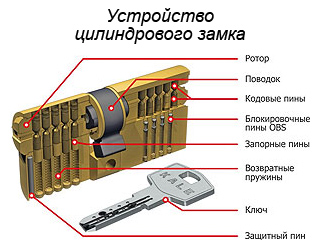 Устройство
цилиндрового замка
Ротор
Поводок
Кодовые пины
Блокировочные
пины OBS
Запорные пины
Возвратные
пружины
Ключ
Защитный пин
KALE